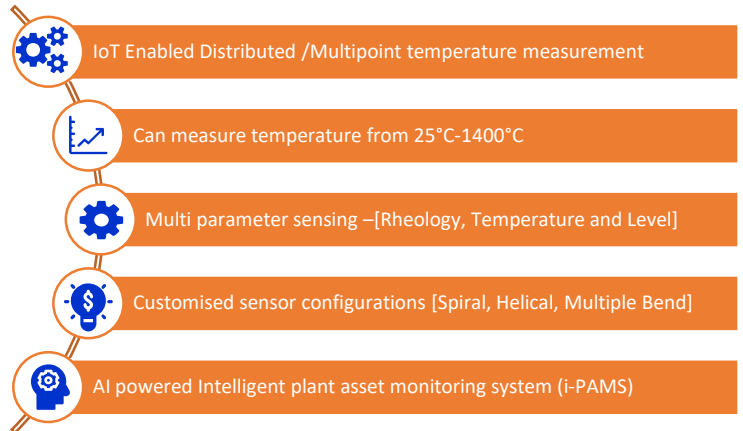 IoT Enabled Distributed /Multipoint temperature measurement
Can measure temperature from 25°C-1400°C
Multi parameter sensing –[Rheology, Temperature and Level]
$
Customised sensor configurations [Spiral, Helical, Multiple Bend]
AI powered Intelligent plant asset monitoring system (i-PAMS)